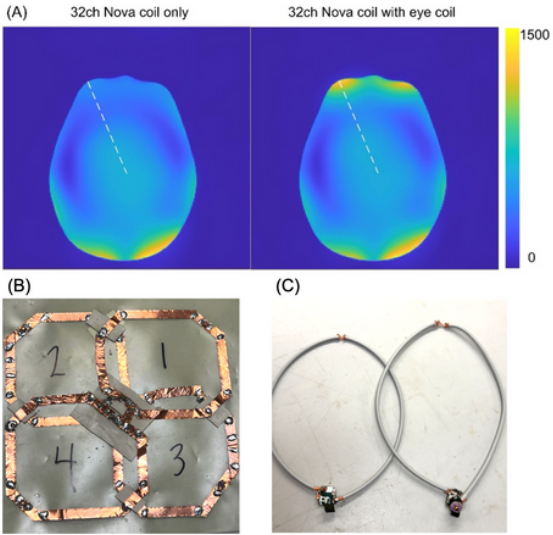 (A)
32ch Nova coil only
32ch Nova coil with eye coil
1500
0
(B)
(C)
2
1
4
3